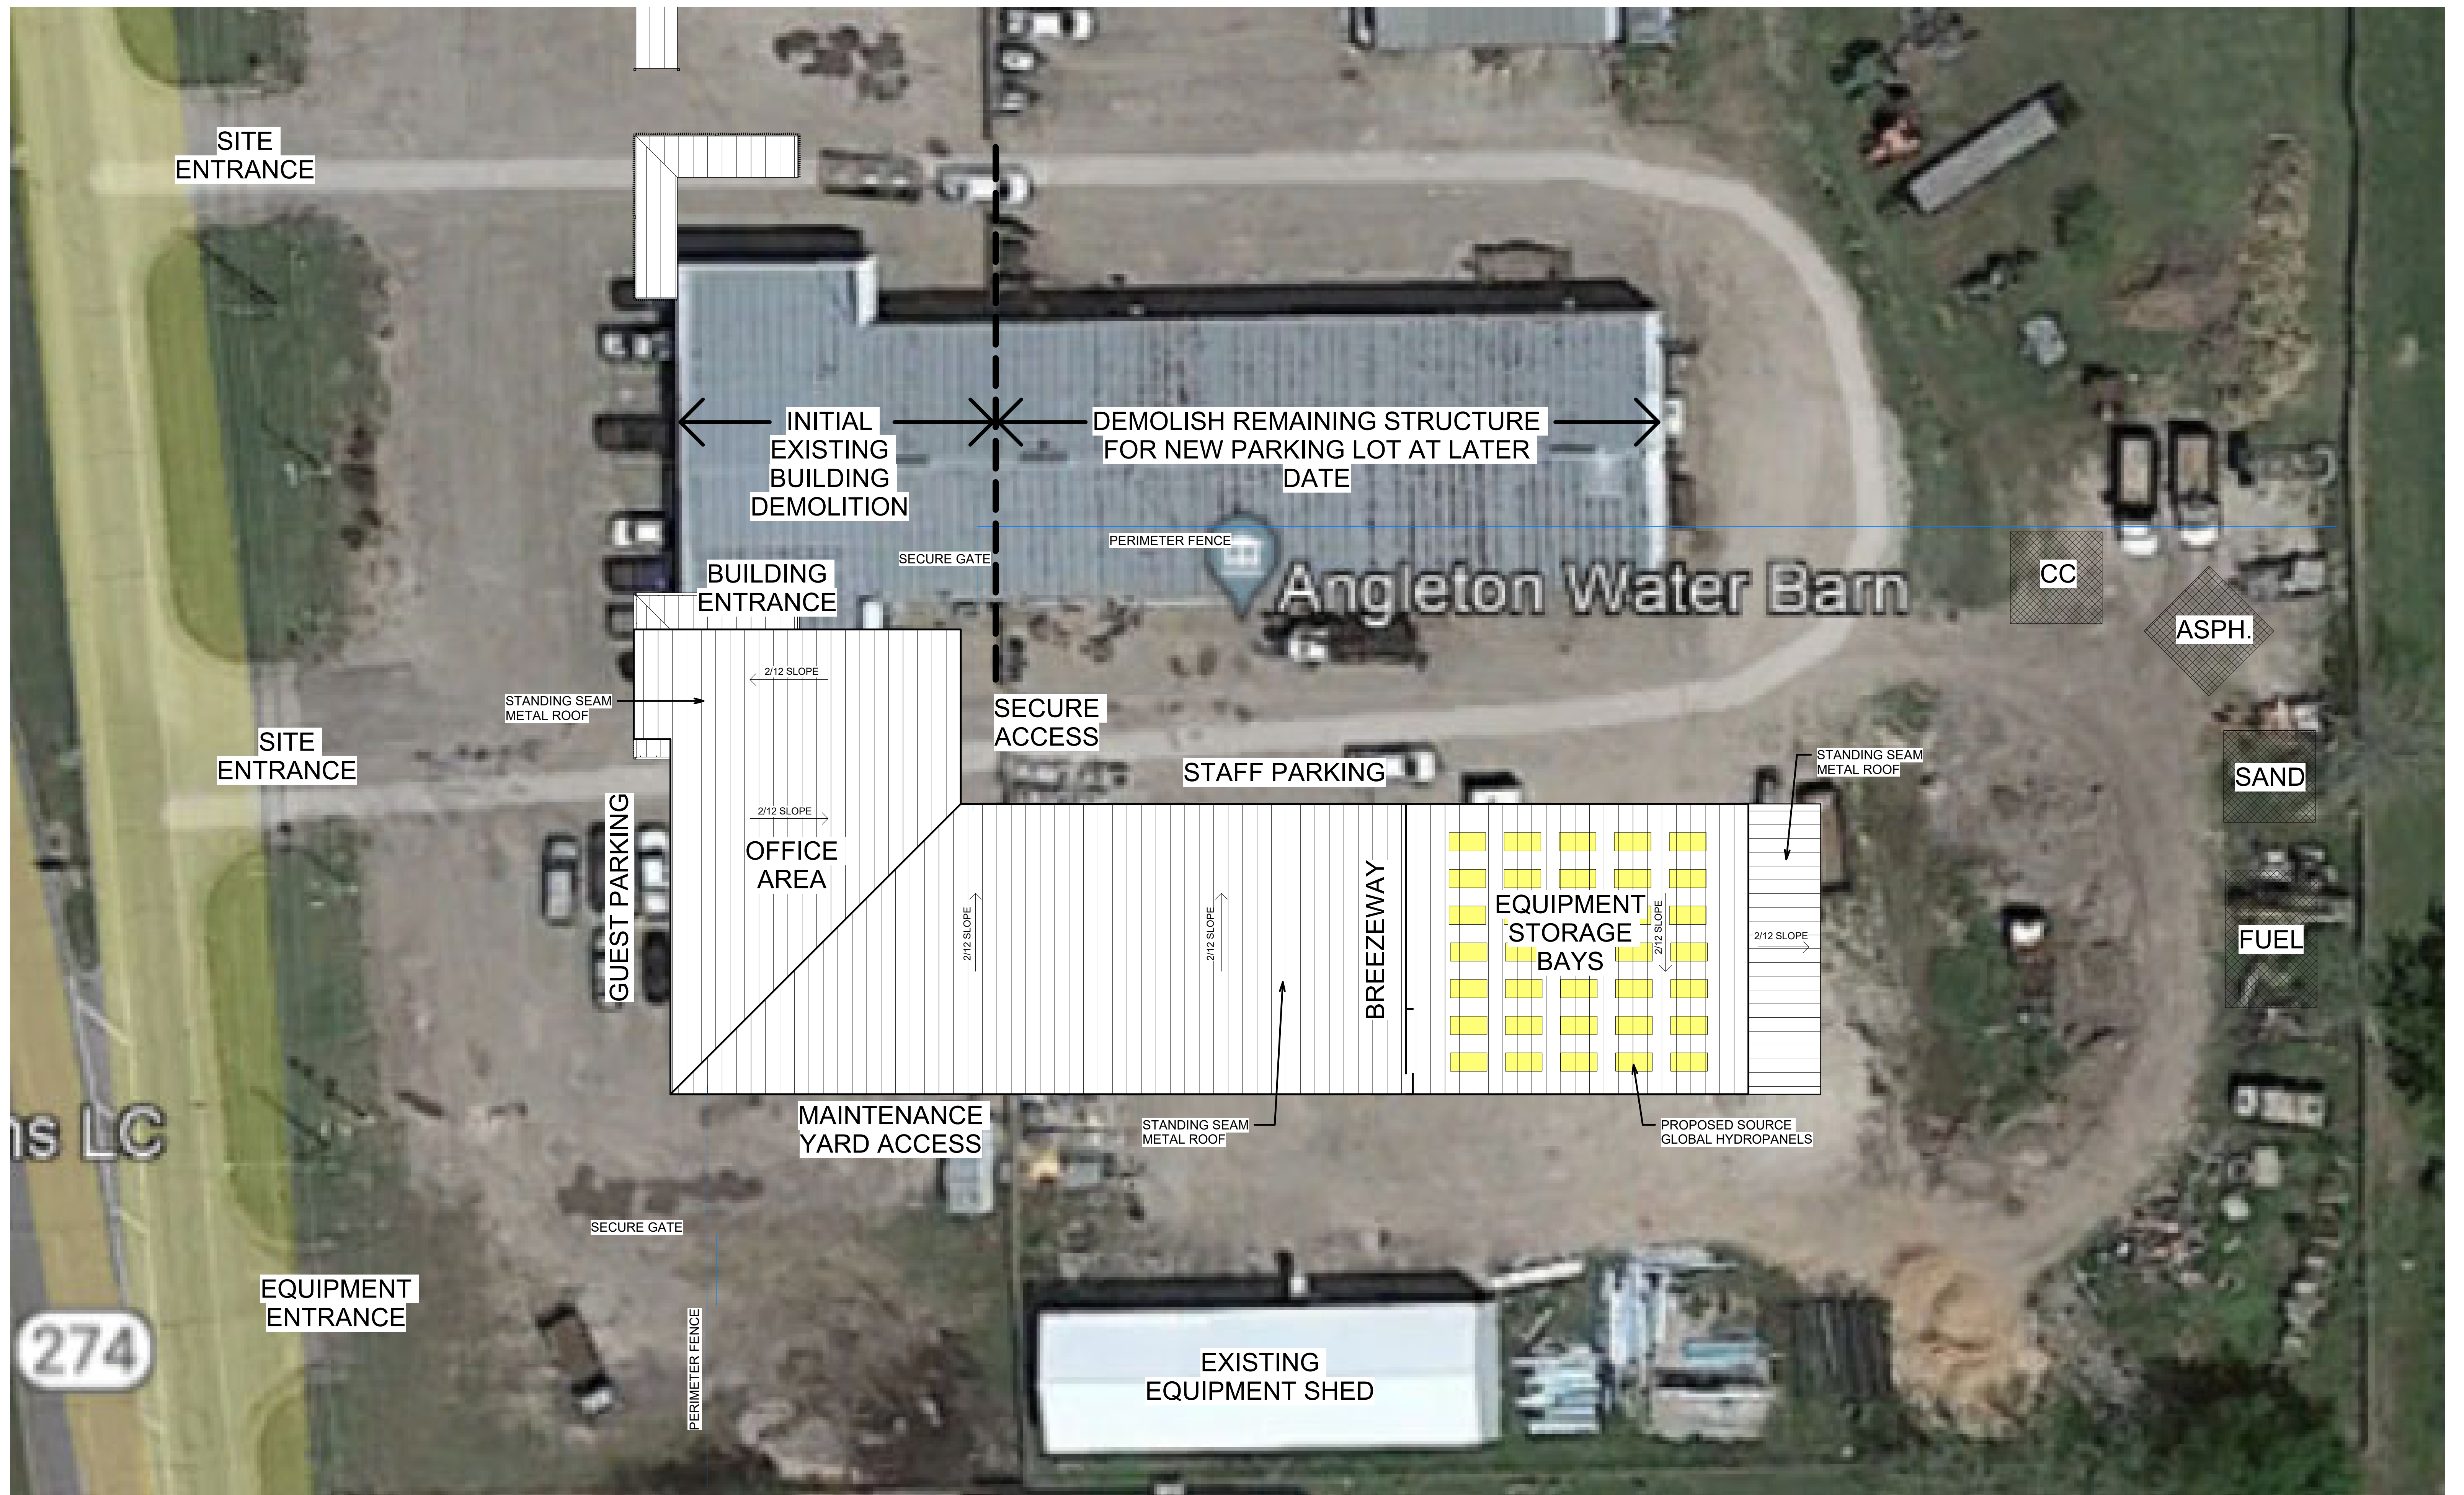 SITE
ENTRANCE
INITIAL
EXISTING
BUILDING
DEMOLITION
DEMOLISH REMAINING STRUCTURE
FOR NEW PARKING LOT AT LATER
DATE
SECURE GATE
PERIMETER FENCE
Angleton Water Barn
CC
ASPH.
BUILDING
ENTRANCE
2/12 SLOPE
STANDING SEAM
METAL ROOF
SECURE
ACCESS
SITE
ENTRANCE
STAFF PARKING
STANDING SEAM
METAL ROOF
SAND
GUEST PARKING
2/12 SLOPE
OFFICE
AREA
2/12 SLOPE
2/12 SLOPE
BREEZEWAY
EQUIPMENT
STORAGE
BAYS
2/12 SLOPE
2/12 SLOPE
FUEL
ns LC
MAINTENANCE
YARD ACCESS
STANDING SEAM
METAL ROOF
PROPOSED SOURCE
GLOBAL HYDROPANELS
SECURE GATE
EQUIPMENT
ENTRANCE
PERIMETER FENCE
274
EXISTING
EQUIPMENT SHED